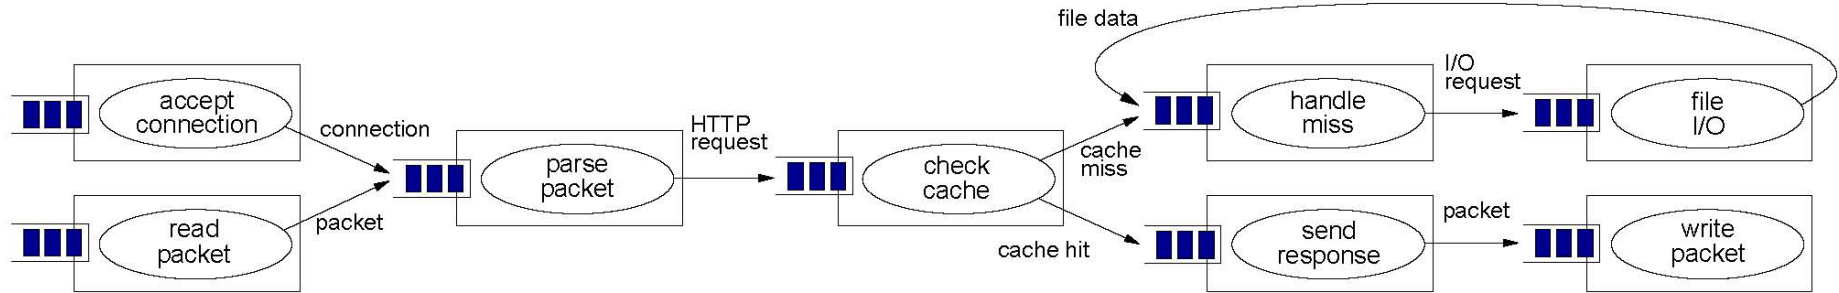 file data
accept
connection
connection
read
packet
packet
parse
packet
HTTP
request
check
cache
cache
miss
cache hit
handle
miss
I/O
request
file
I/O
send
response
packet
write
packet